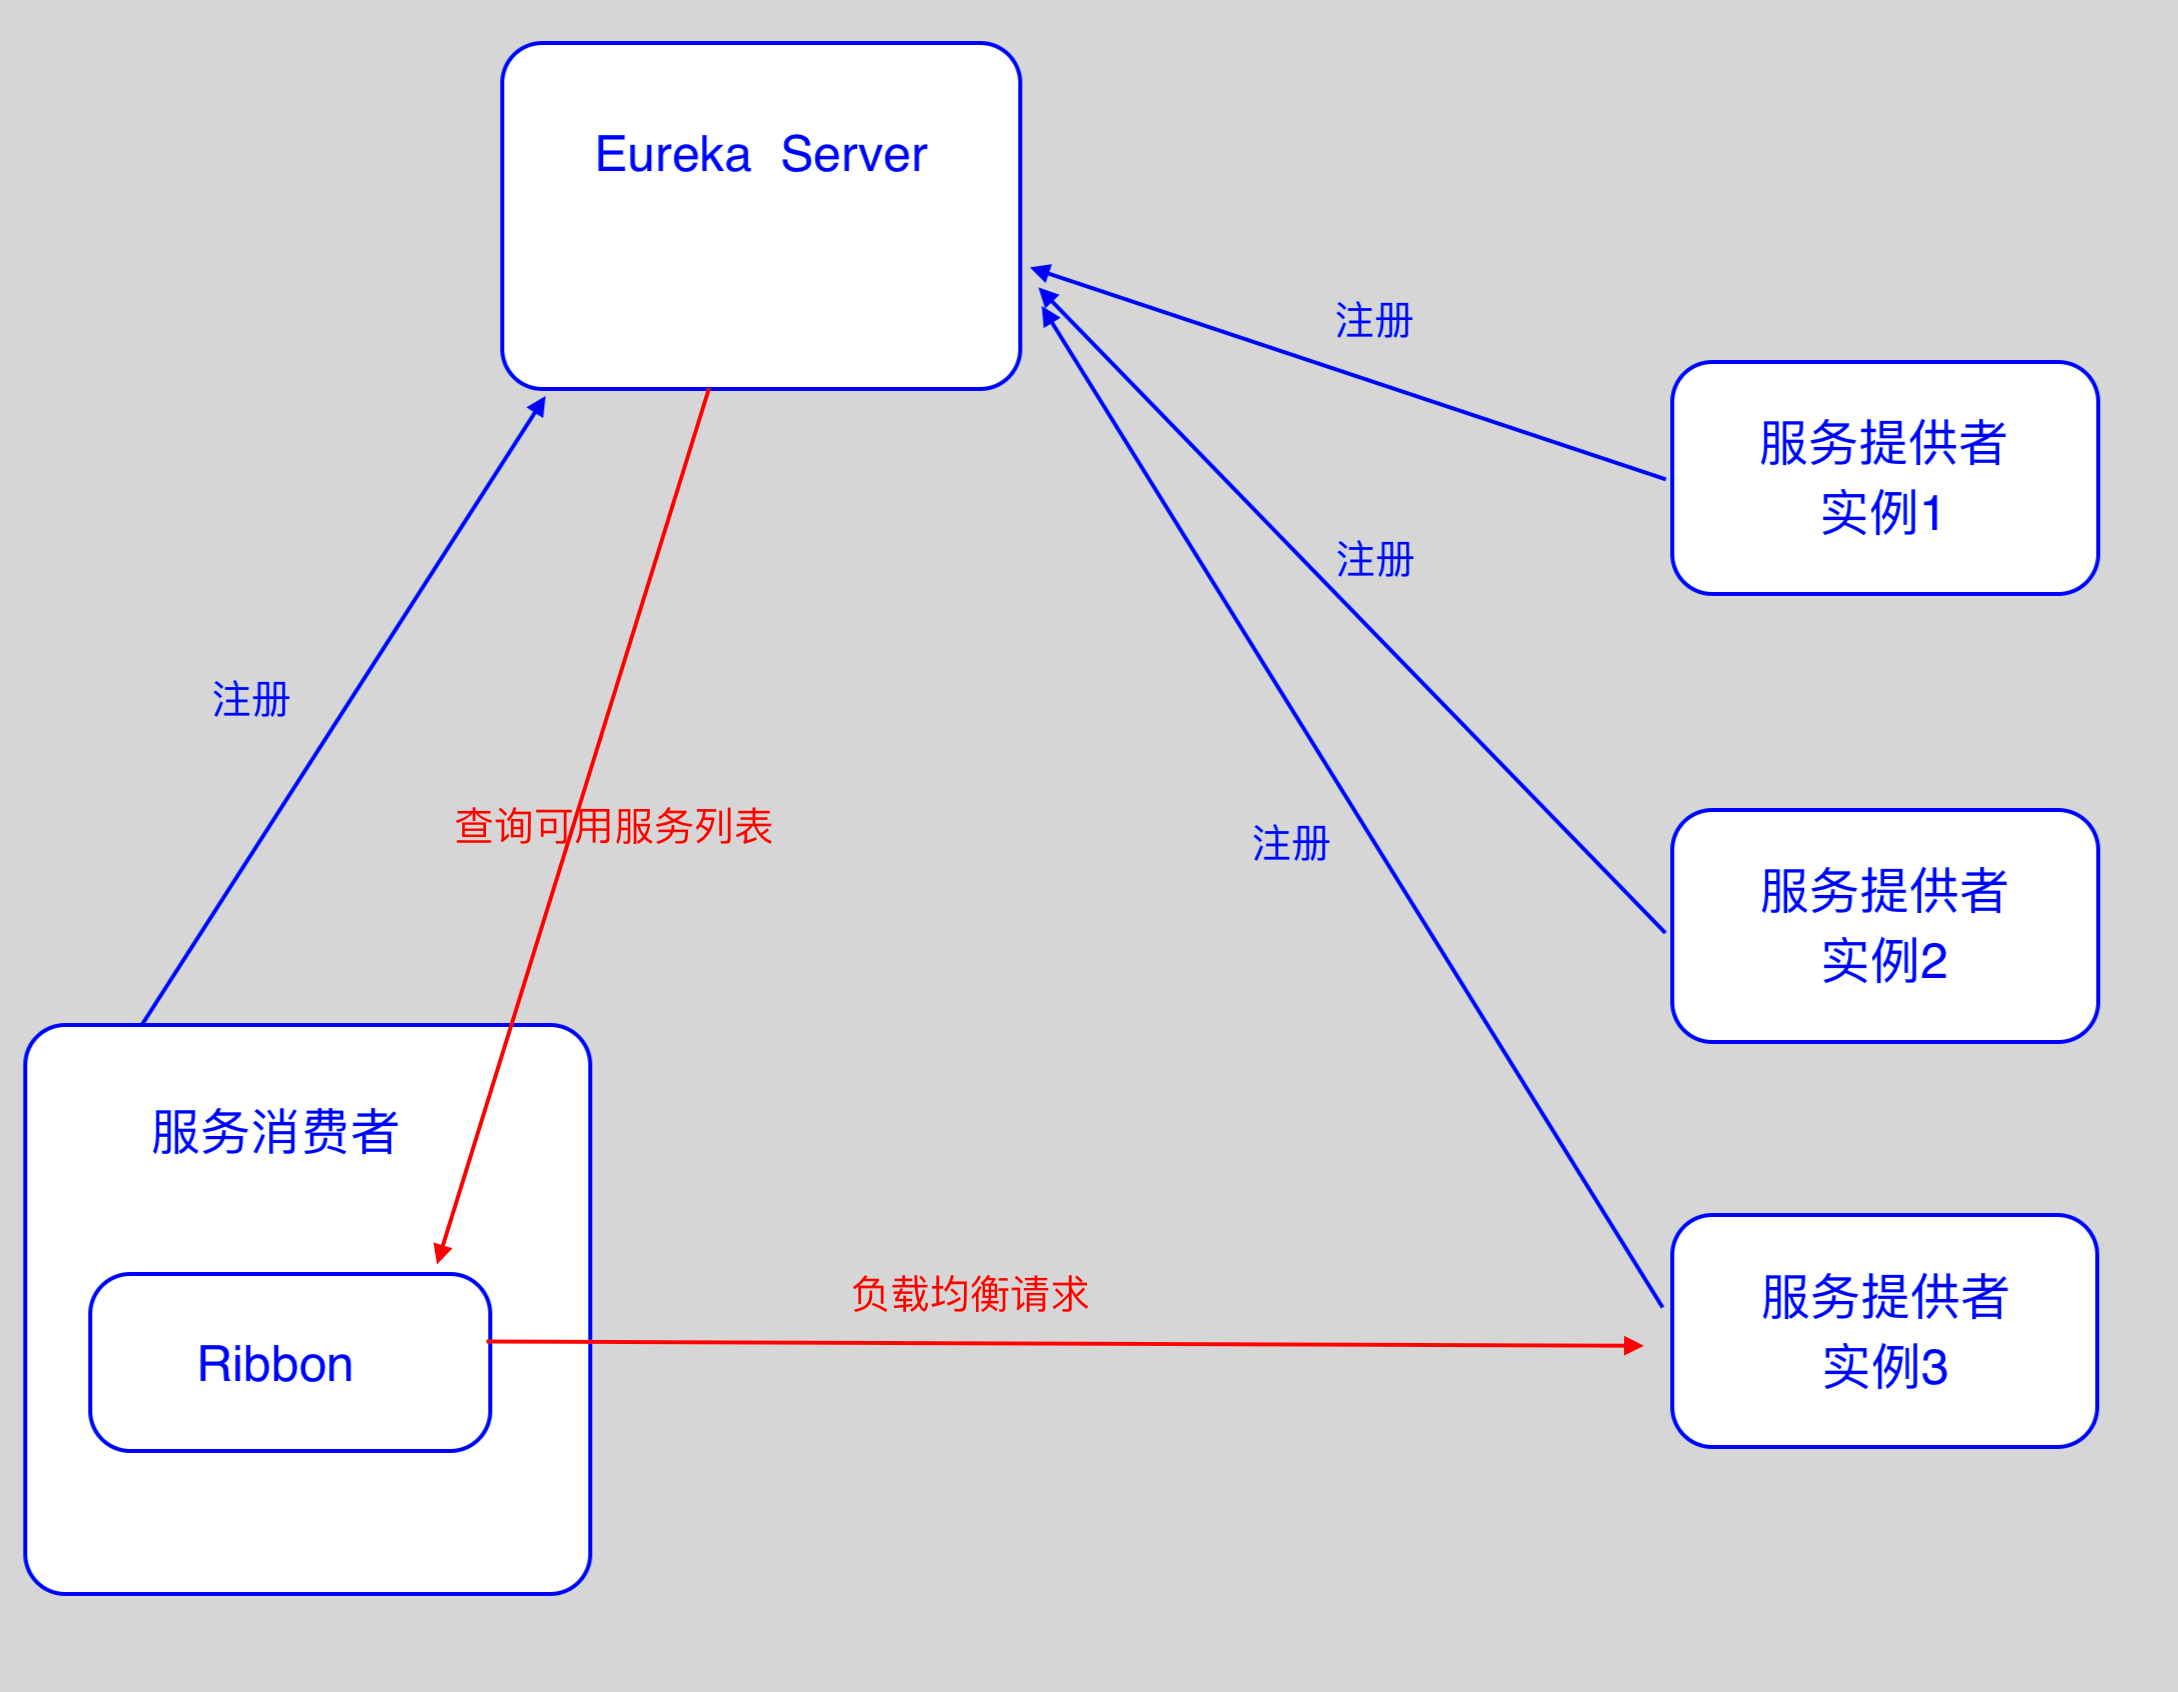 Eureka Server
注册
服务提供者
实例1
注册
注册
查询可用服务列表
注册
服务提供者
实例2
服务消费者
负载均衡请求
服务提供者
实例3
Ribbon